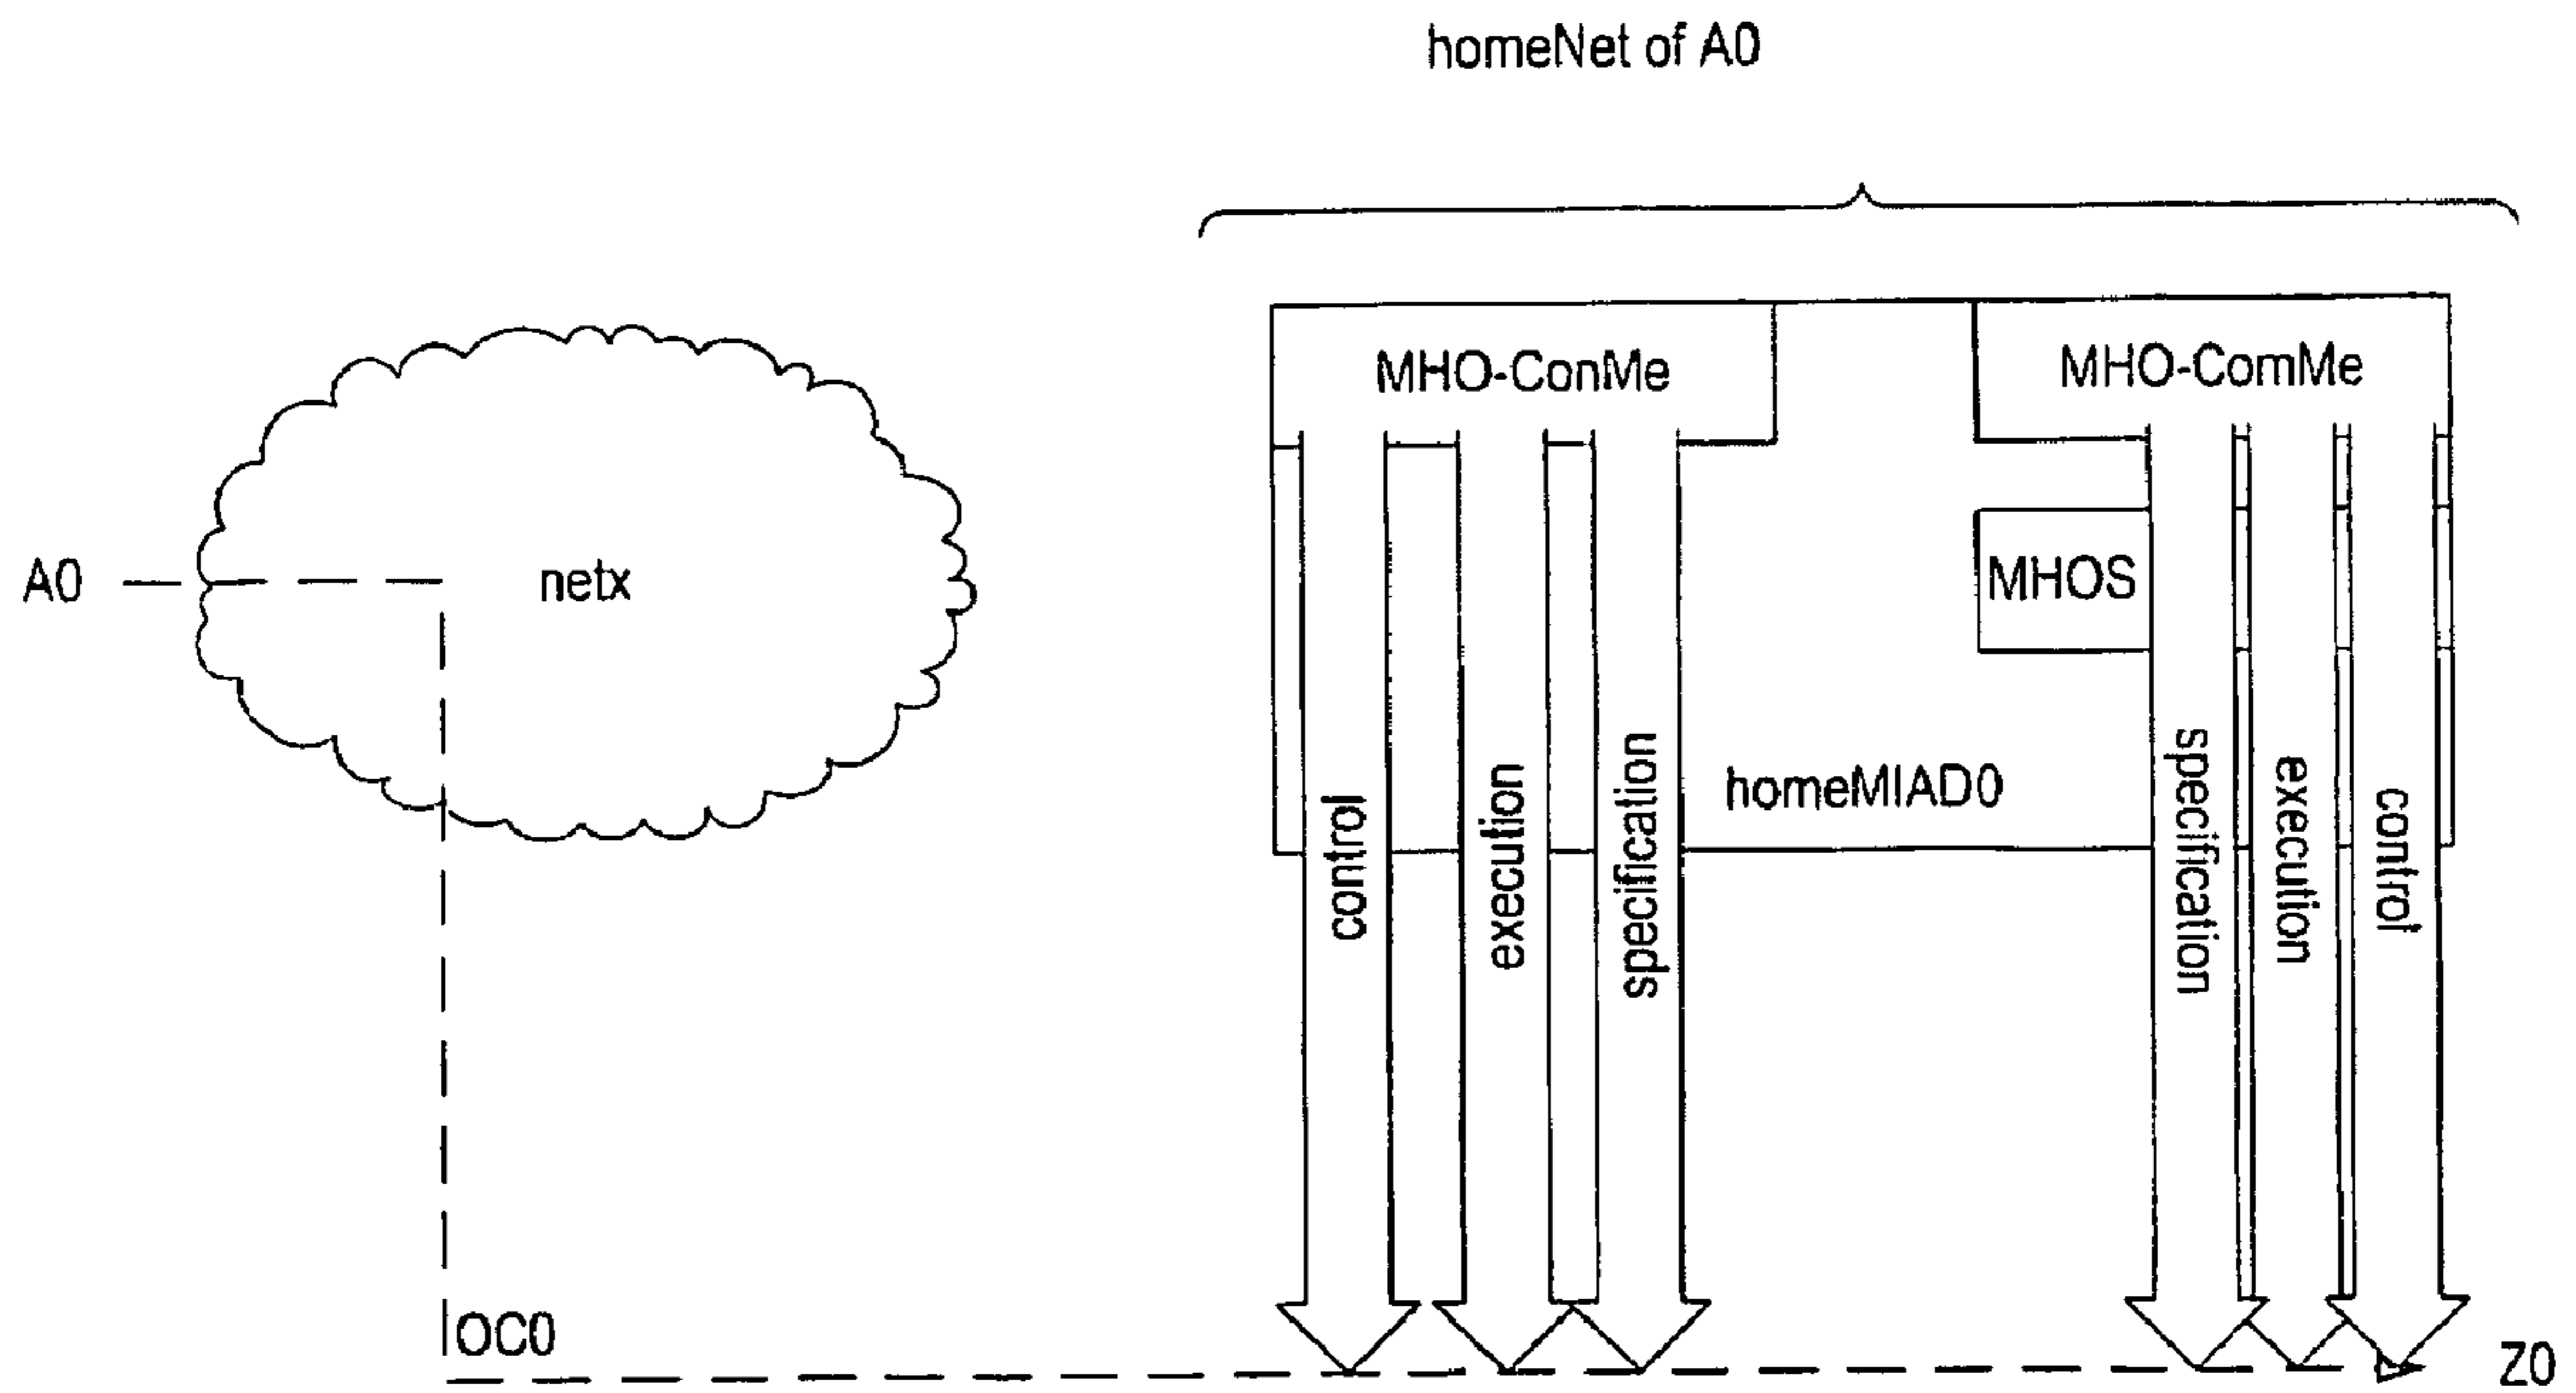 homeNet of A0
MHO-ConMe
MHO-ComMe
A0
netx
MHOS
homeMIAD0
control
execution
specification
specification
execution
control
OC0
Z0